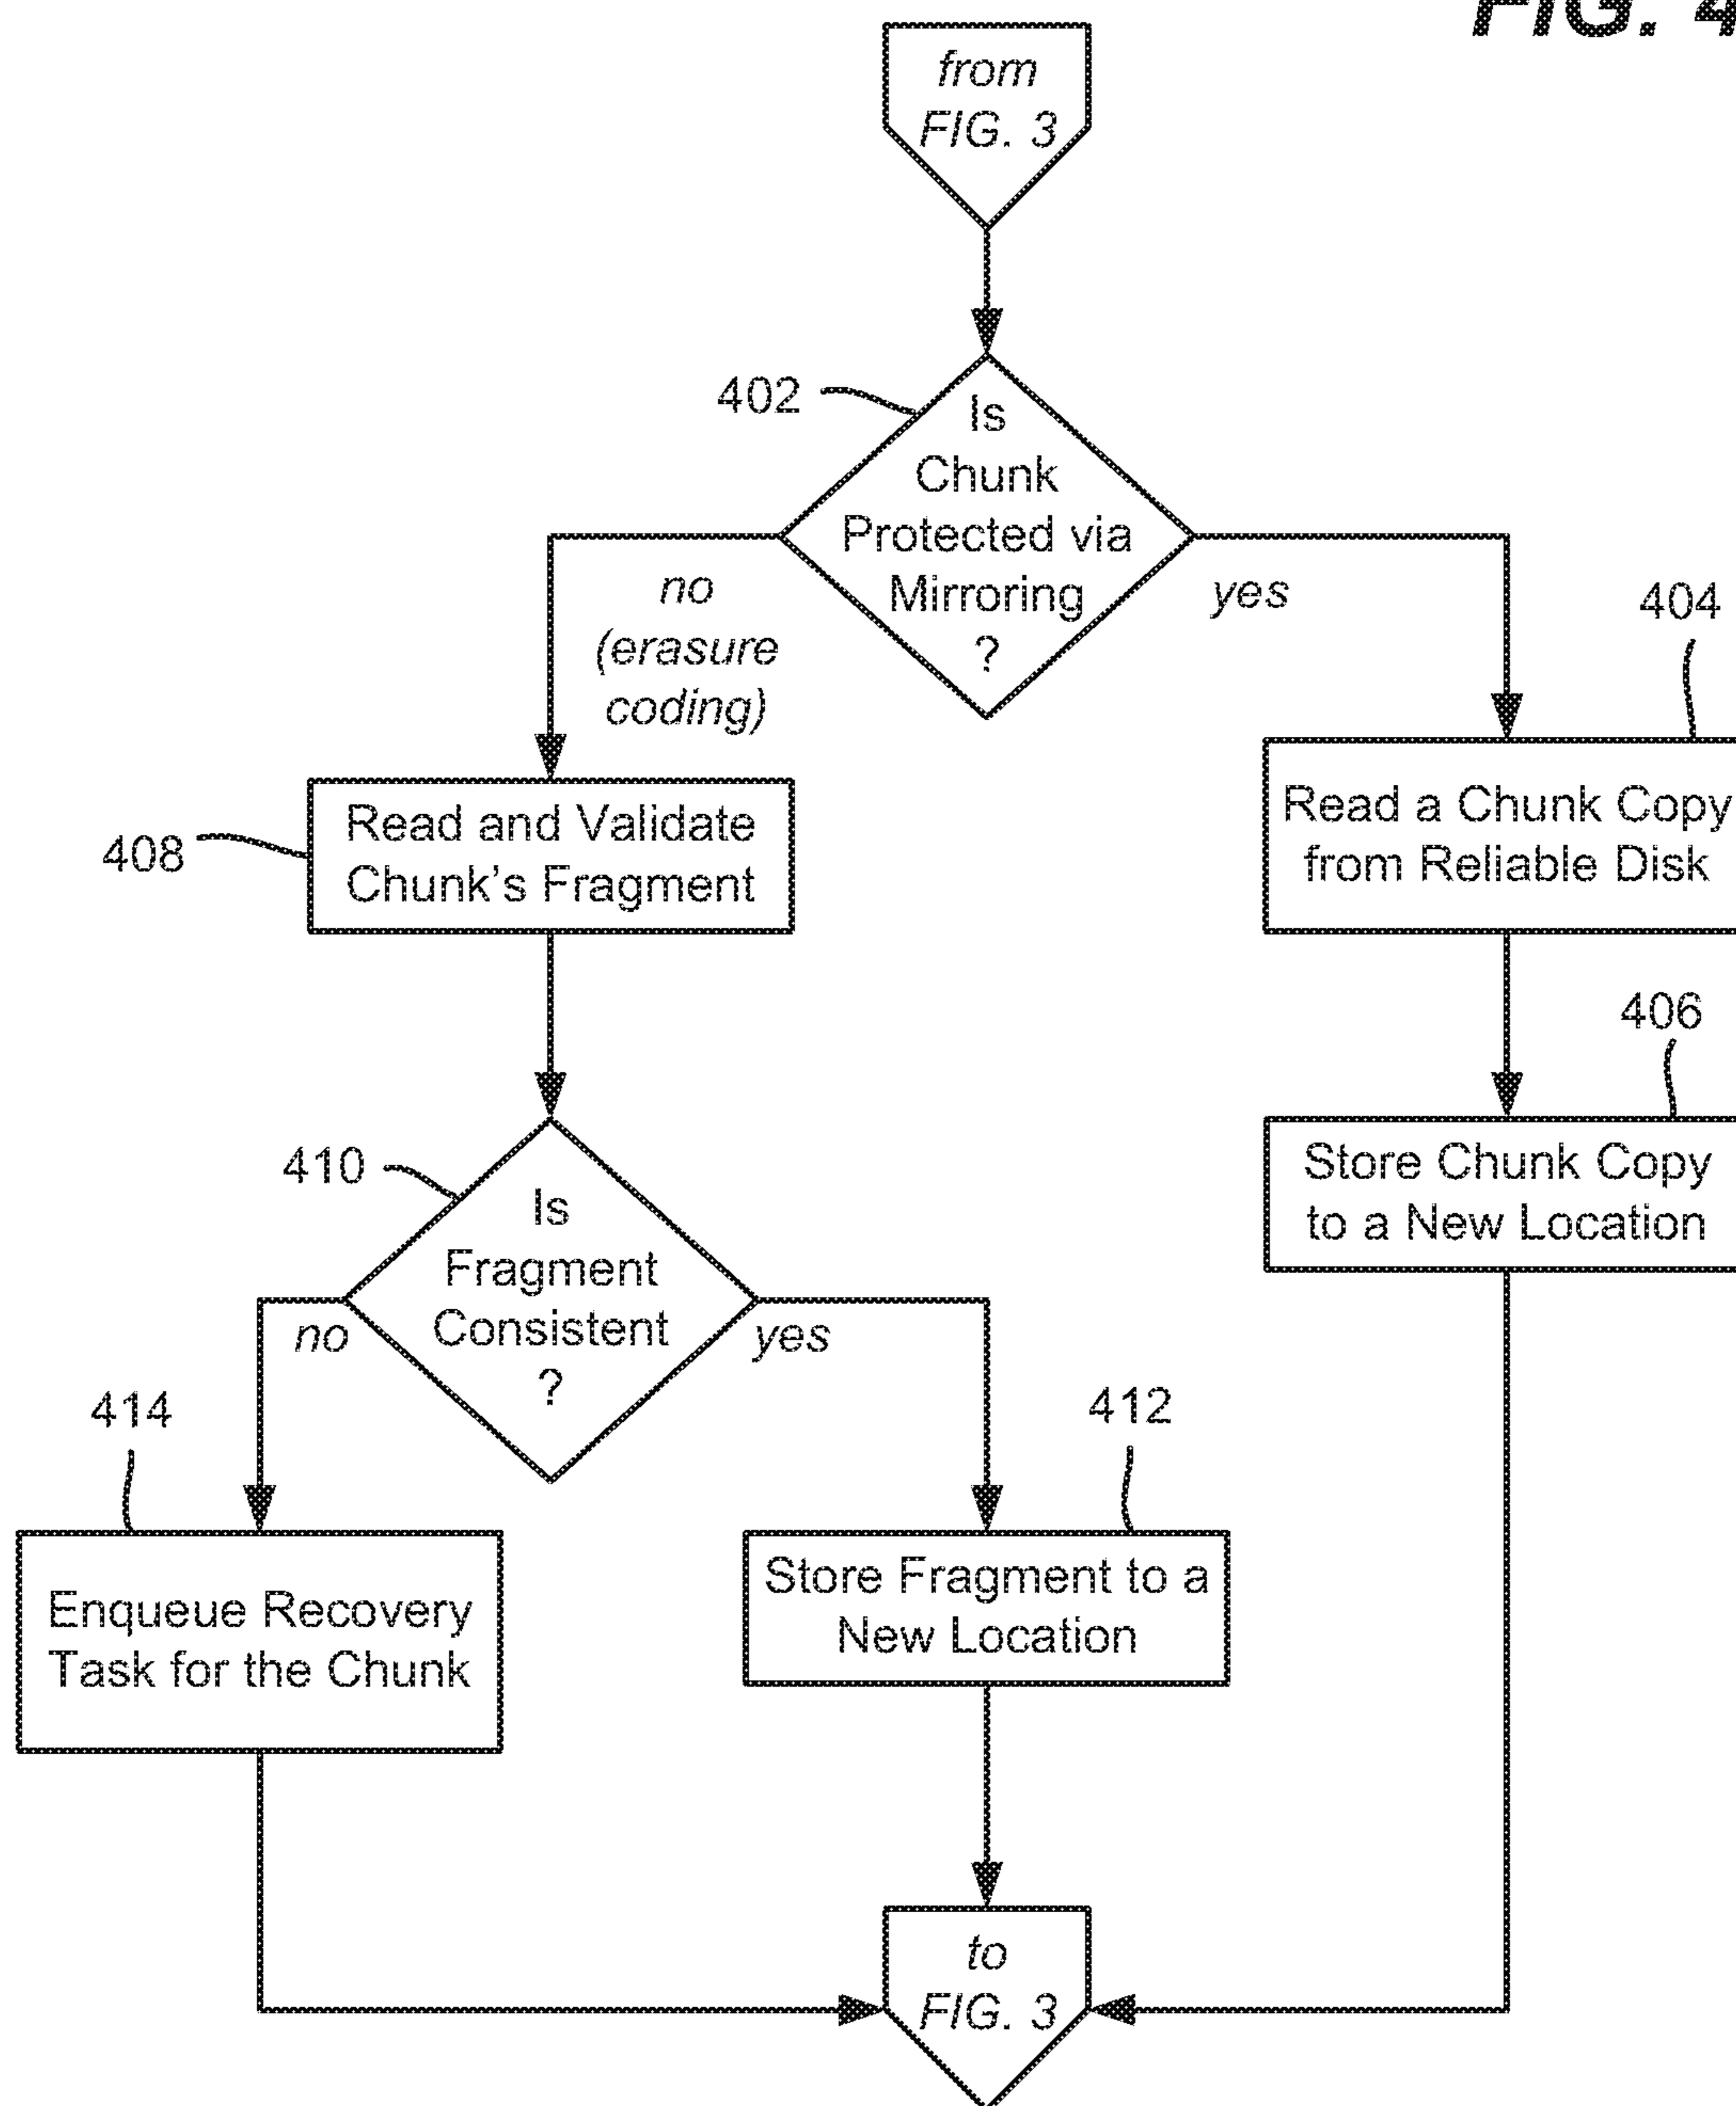 FIG. 4
from
FIG. 3
402
Is
Chunk
Protected via
Mirroring
?
no
(erasure
coding)
yes
404
Read a Chunk Copy
from Reliable Disk
408
Read and Validate
Chunk's Fragment
406
Store Chunk Copy
to a New Location
410
Is
Fragment
Consistent
?
no
yes
414
412
Enqueue Recovery
Task for the Chunk
Store Fragment to a
New Location
to
FIG. 3